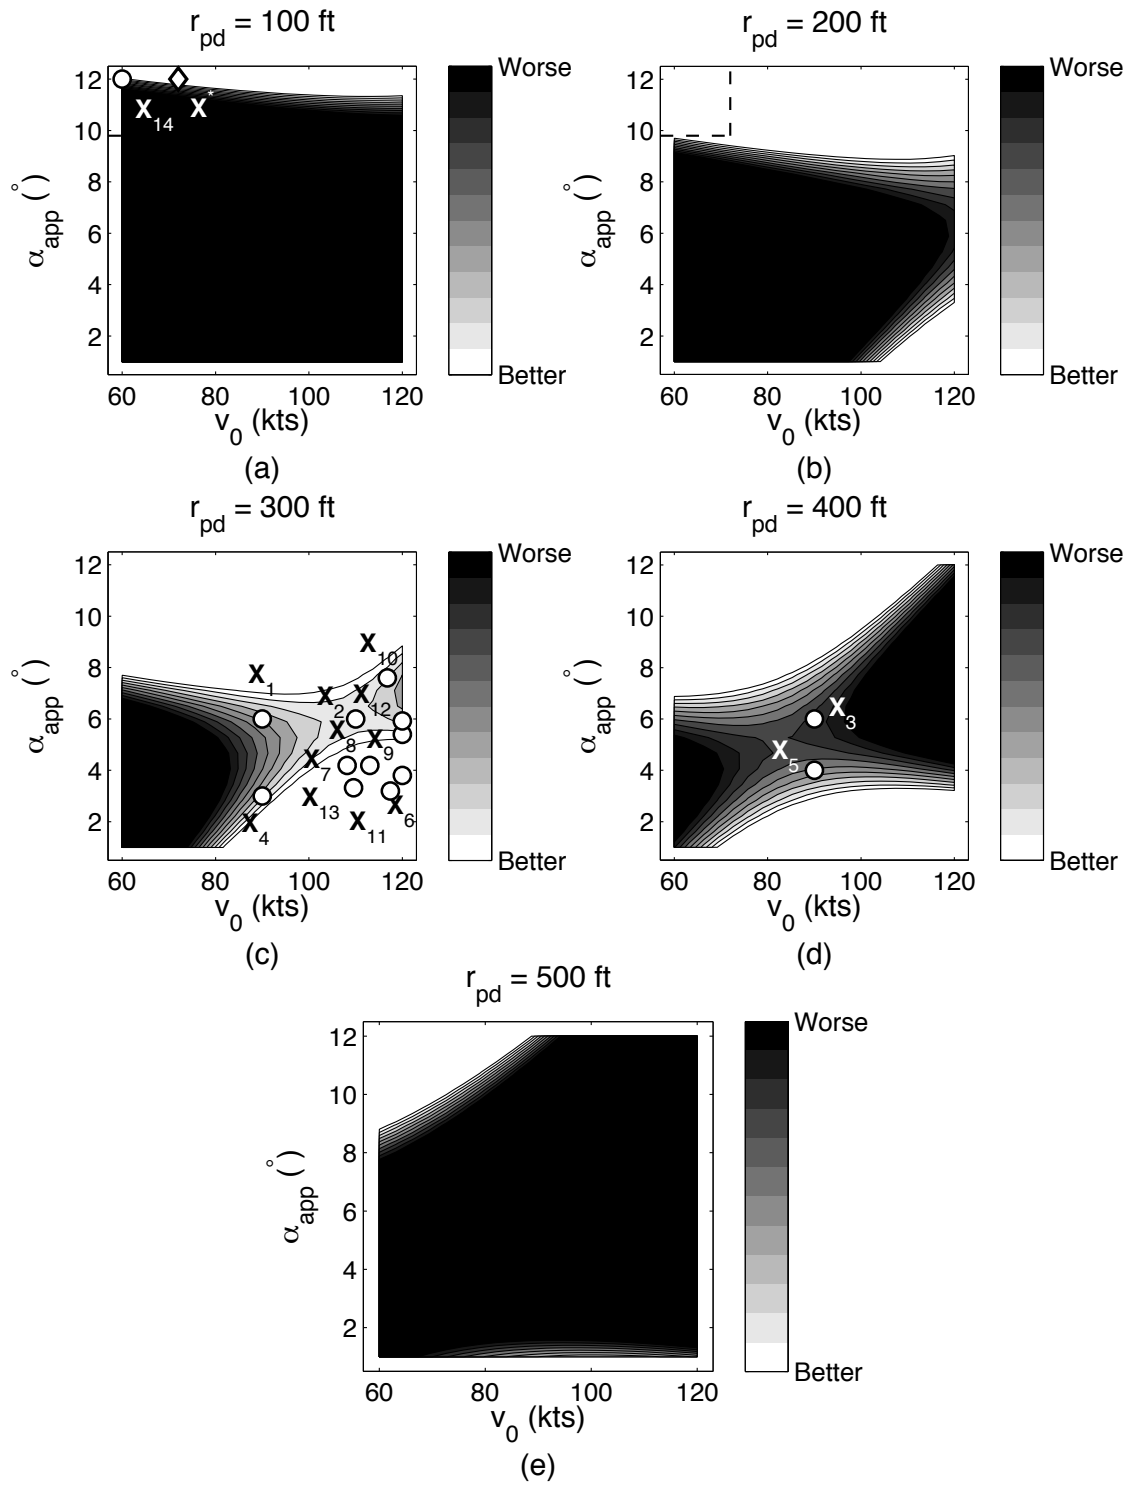 r_pd = 100 ft
Worse
12
10
8
6
4
2
α_app (°)
X_14
X^*
Better
60 80 100 120
v_0 (kts)
(a)
r_pd = 200 ft
Worse
12
10
8
6
4
2
α_app (°)
Better
60 80 100 120
v_0 (kts)
(b)
r_pd = 300 ft
Worse
12
10
8
6
4
2
α_app (°)
X_10
X_1
X_2
X_12
X_8
X_9
X_7
X_13
X_6
X_4
X_11
Better
60 80 100 120
v_0 (kts)
(c)
r_pd = 400 ft
Worse
12
10
8
6
4
2
α_app (°)
X_3
X_5
Better
60 80 100 120
v_0 (kts)
(d)
r_pd = 500 ft
Worse
12
10
8
6
4
2
α_app (°)
Better
60 80 100 120
v_0 (kts)
(e)